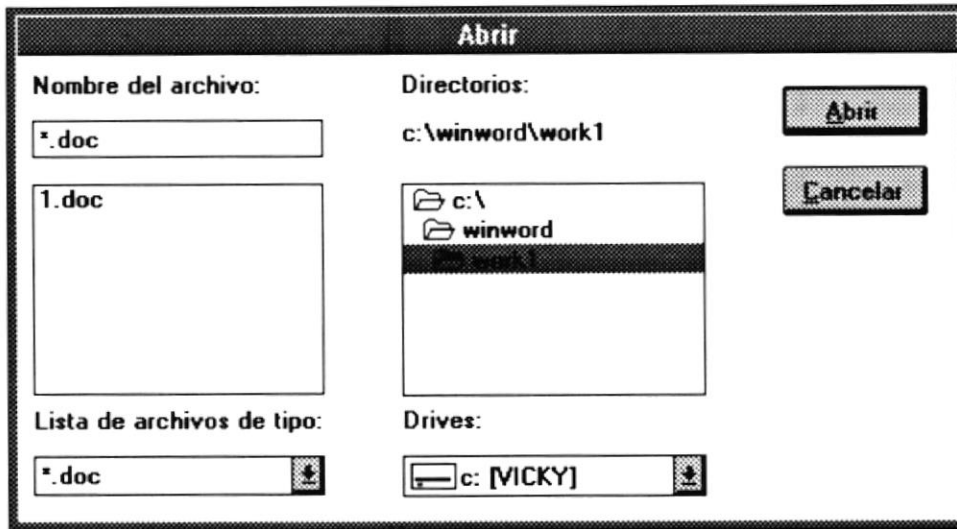 Abrir
Nombre del archivo:
*.doc
1.doc
Lista de archivos de tipo:
*.doc
Directorios:
c:\winword\work1
c:\
winword
work1
Drives:
c: [VICKY]
Abrir
Cancelar